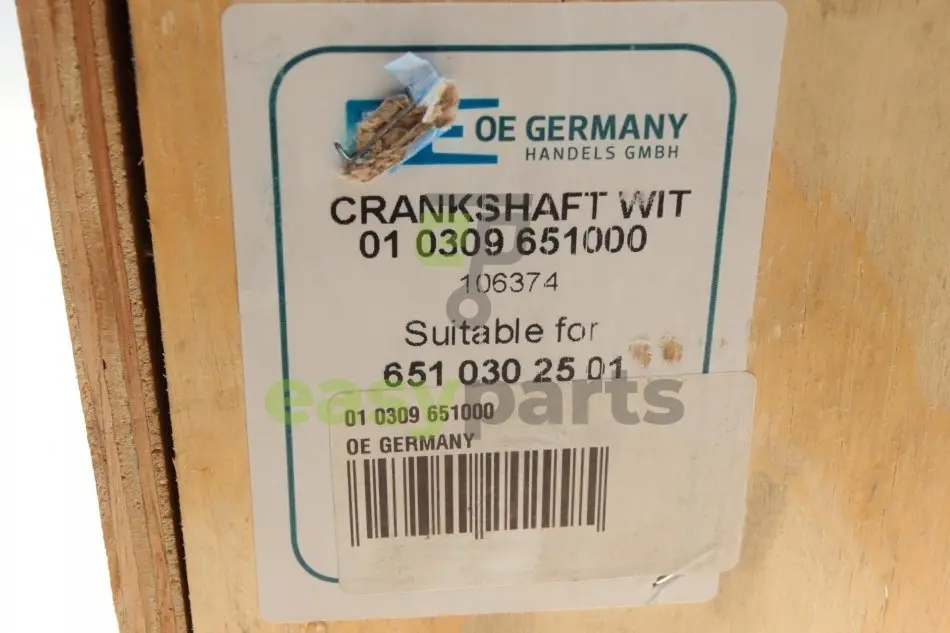 OE GERMANY
HANDELS GMBH
CRANKSHAFT WIT
01 0309 651000
106374
Suitable for
651 030 25 01
easyparts
01 0309 651000
OE GERMANY